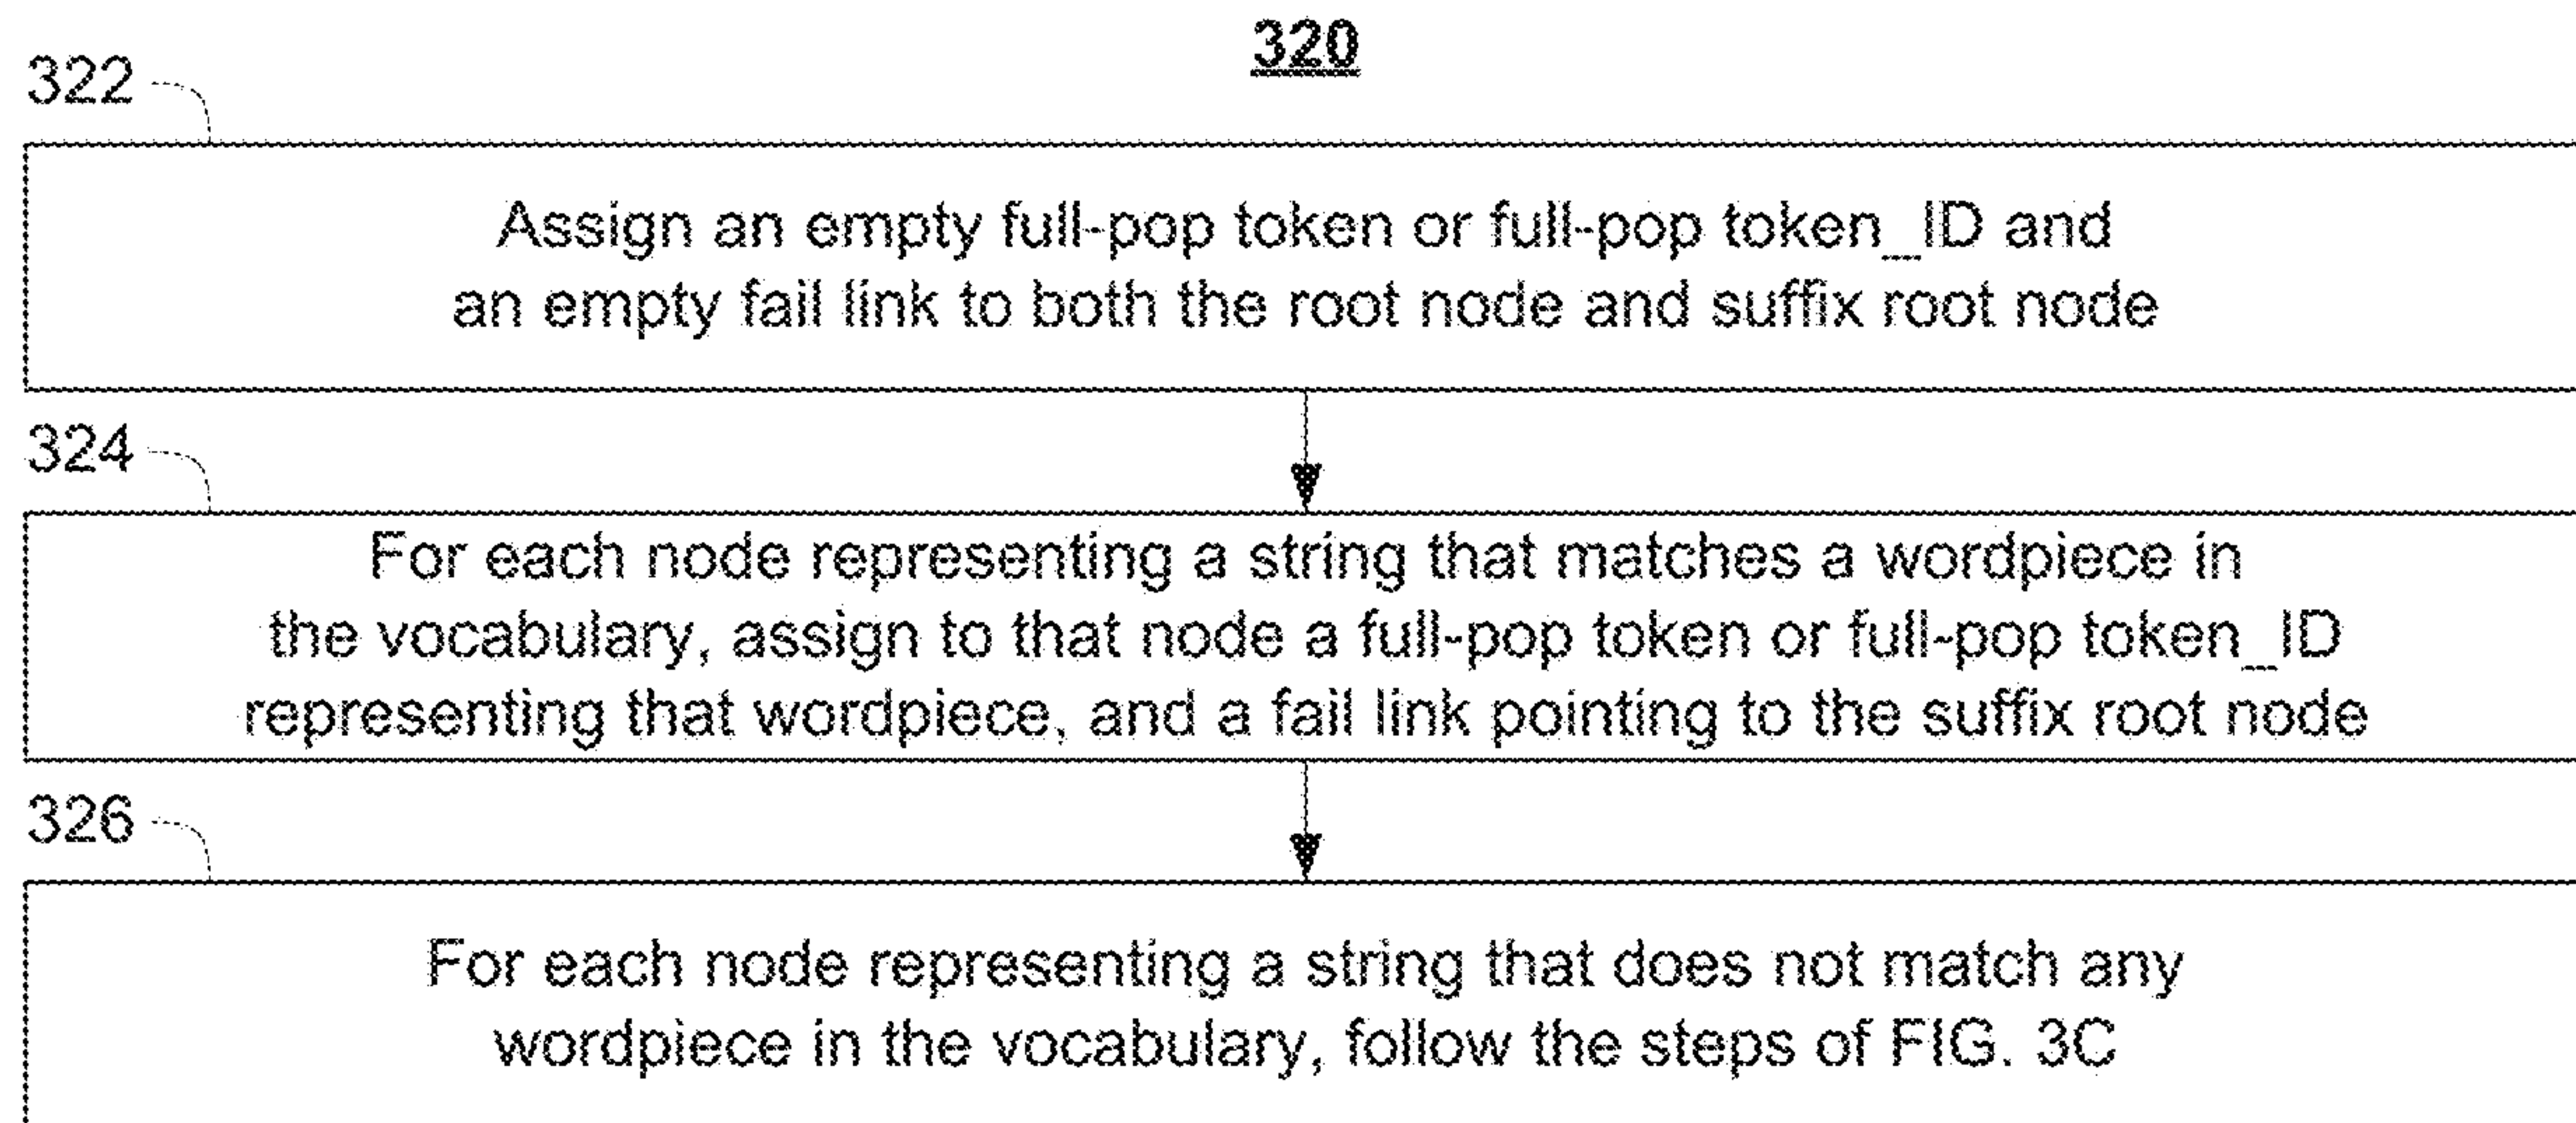 320
322
Assign an empty full-pop token or full-pop token_ID and
an empty fail link to both the root node and suffix root node
324
For each node representing a string that matches a wordpiece in
the vocabulary, assign to that node a full-pop token or full-pop token_ID
representing that wordpiece, and a fail link pointing to the suffix root node
326
For each node representing a string that does not match any
wordpiece in the vocabulary, follow the steps of FIG. 3C